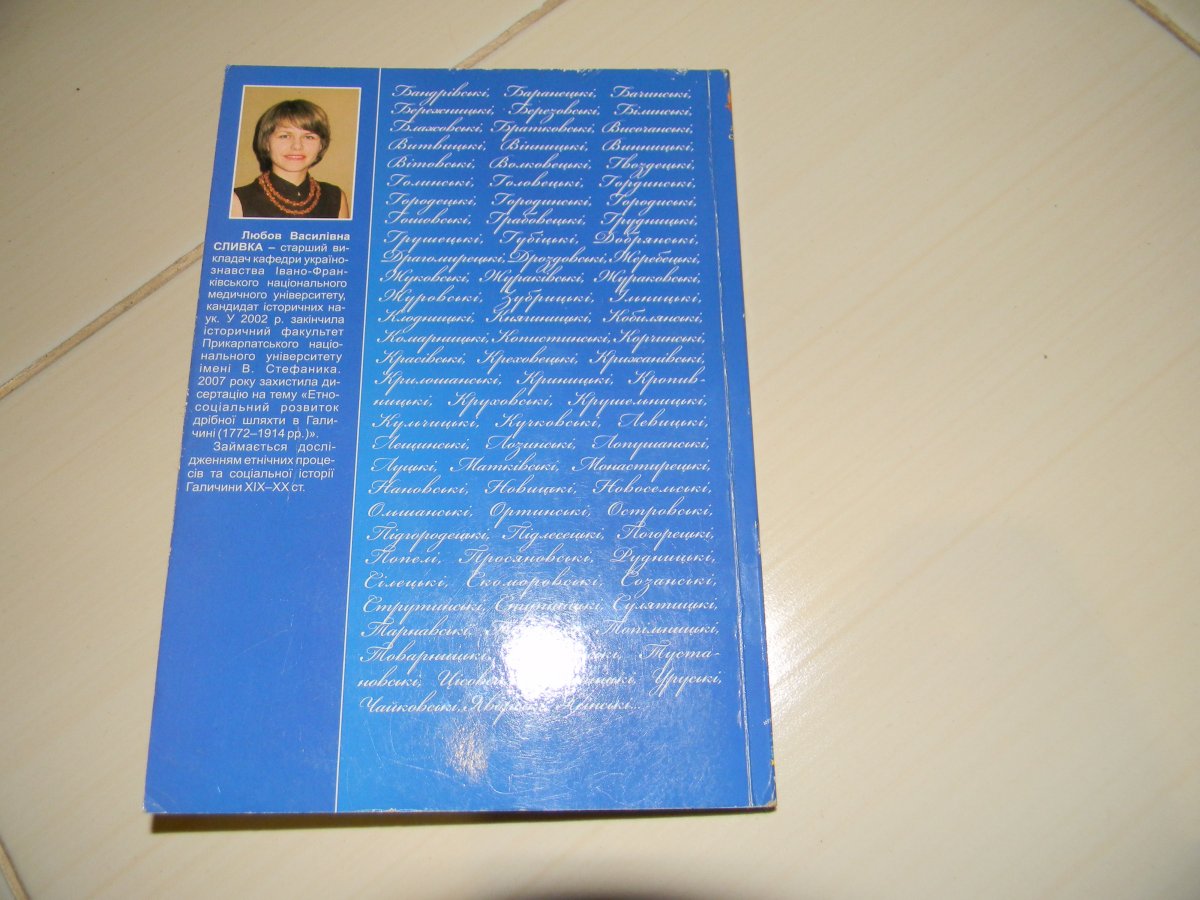 Любов Василівна
СЛИВКА – старший ви-
кладач кафедри україно-
знавства Івано-Фран-
ківського національного
медичного університету,
кандидат історичних на-
ук. У 2002 р. закінчила
історичний факультет
Прикарпатського націо-
нального університету
імені В. Стефаника.
2007 року захистила ди-
сертацію на тему «Етно-
соціальний розвиток
дрібної шляхти в Гали-
чині (1772–1914 рр.)».
Займається дослі-
дженням етнічних проце-
сів та соціальної історії
Галичини XIX–XX ст.
Бандрівські, Баранецькі, Бачинські,
Бережницькі, Березовські, Білинські,
Блажовські, Братковські, Височанські,
Витвицькі, Вінницькі, Винницькі,
Вітовські, Волковецькі, Гвоздецькі,
Голинські, Головецькі, Гординські,
Городецькі, Городинські, Городиські,
Гошовські, Грабовецькі, Грудницькі,
Грушецькі, Губіцькі, Добрянські,
Драгомирецькі, Дроздовські, Жеребецькі,
Жуковські, Жураківські, Жураковські,
Журовські, Зубрицькі, Ільницькі,
Клодницькі, Княгиницькі, Кобилянські,
Комарницькі, Копистинські, Корчинські,
Красівські, Креховецькі, Крижанівські,
Крилошанські, Криницькі, Кропив-
ницькі, Круховські, Крушельницькі,
Кульчицькі, Кучковські, Левицькі,
Лещинські, Лозинські, Лопушанські,
Луцькі, Матківські, Монастирецькі,
Нановські, Новицькі, Новосельські,
Ольшанські, Ортинські, Островські,
Підгородецькі, Підлесецькі, Погорецькі,
Попелі, Просяновські, Рудницькі,
Сілецькі, Скоморовські, Созанські,
Струтинські, Ступницькі, Сулятицькі,
Тарнавські, Топільницькі,
Товарницькі, Туста-
новські, Уруські,
Чайковські, Яворські, Ясінські...